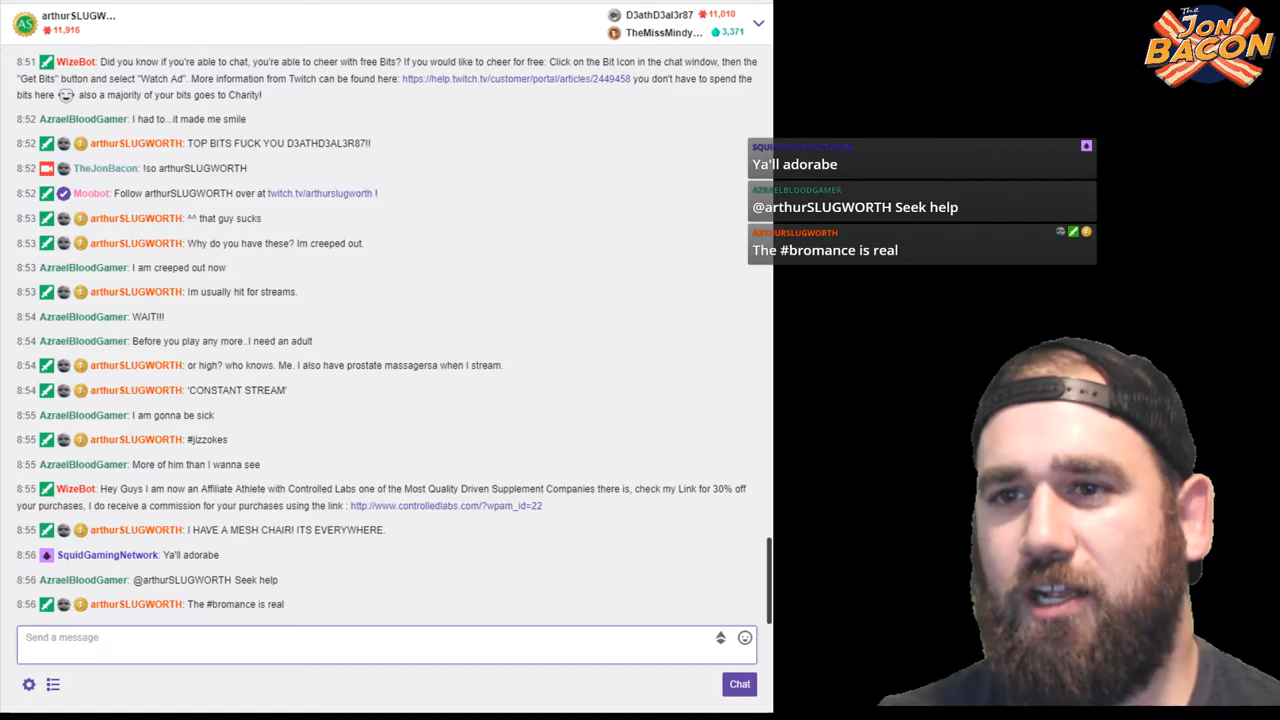 arthurSLUGW...
11,916
D3athD3al3r87 11,010
TheMissMindy... 3,371
8:51 WizeBot: Did you know if you're able to chat, you're able to cheer with free Bits? If you would like to cheer for free: Click on the Bit Icon in the chat window, then the
"Get Bits" button and select "Watch Ad". More information from Twitch can be found here: https://help.twitch.tv/customer/portal/articles/2449458 you don't have to spend the
bits here also a majority of your bits goes to Charity!
8:52 AzraelBloodGamer: I had to...it made me smile
8:52 arthurSLUGWORTH: TOP BITS FUCK YOU D3ATHD3AL3R87!!
8:52 TheJonBacon: !so arthurSLUGWORTH
8:52 Moobot: Follow arthurSLUGWORTH over at twitch.tv/arthurslugworth !
8:53 arthurSLUGWORTH: ^^ that guy sucks
8:53 arthurSLUGWORTH: Why do you have these? Im creeped out.
8:53 AzraelBloodGamer: I am creeped out now
8:53 arthurSLUGWORTH: Im usually hit for streams.
8:54 AzraelBloodGamer: WAIT!!!
8:54 AzraelBloodGamer: Before you play any more..I need an adult
8:54 arthurSLUGWORTH: or high? who knows. Me. I also have prostate massagersa when I stream.
8:54 arthurSLUGWORTH: 'CONSTANT STREAM'
8:55 AzraelBloodGamer: I am gonna be sick
8:55 arthurSLUGWORTH: #jizzokes
8:55 AzraelBloodGamer: More of him than I wanna see
8:55 WizeBot: Hey Guys I am now an Affiliate Athlete with Controlled Labs one of the Most Quality Driven Supplement Companies there is, check my Link for 30% off
your purchases, I do receive a commission for your purchases using the link : http://www.controlledlabs.com/?wpam_id=22
8:55 arthurSLUGWORTH: I HAVE A MESH CHAIR! ITS EVERYWHERE.
8:56 SquidGamingNetwork: Ya'll adorabe
8:56 AzraelBloodGamer: @arthurSLUGWORTH Seek help
8:56 arthurSLUGWORTH: The #bromance is real
Send a message
Chat
The
JON
BACON
SQUIDGAMINGNETWORK
Ya'll adorabe
AZRAELBLOODGAMER
@arthurSLUGWORTH Seek help
ARTHURSLUGWORTH
The #bromance is real